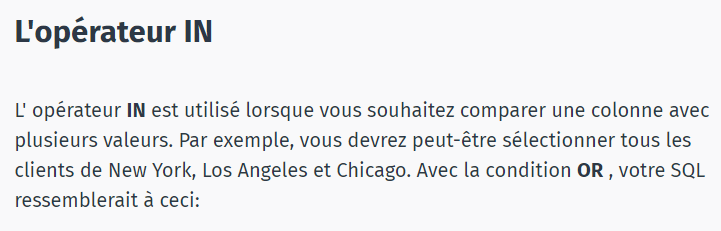 L'opérateur IN
L' opérateur IN est utilisé lorsque vous souhaitez comparer une colonne avec
plusieurs valeurs. Par exemple, vous devrez peut-être sélectionner tous les
clients de New York, Los Angeles et Chicago. Avec la condition OR , votre SQL
ressemblerait à ceci: